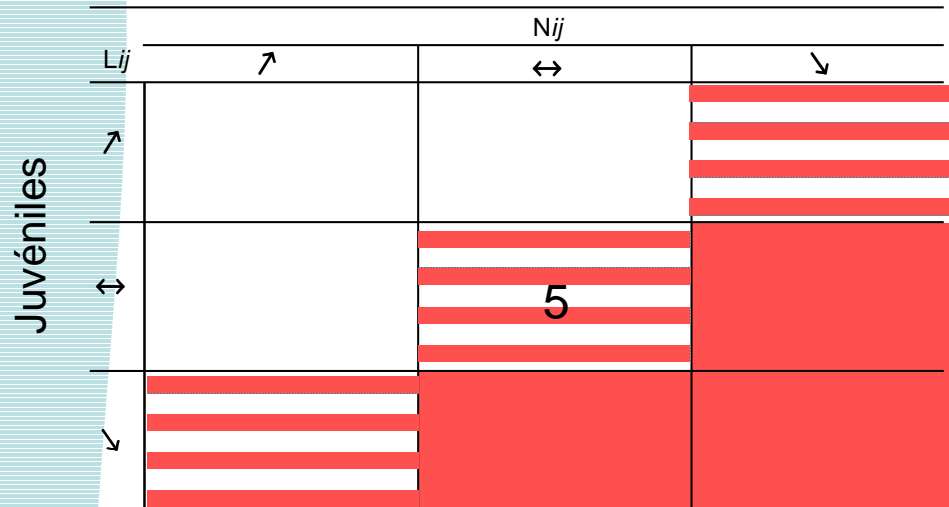 Nij
Lij ↗ ↔ ↘
↗
Juvéniles
↔ 5
↘